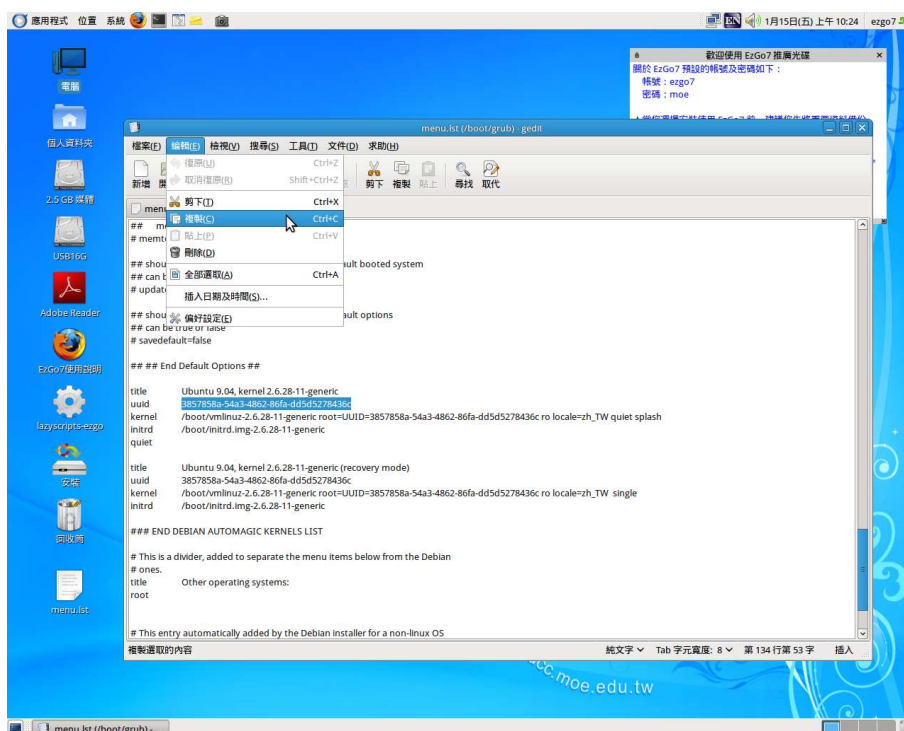 應用程式 位置 系統
EN 1月15日(五) 上午 10:24 ezgo7
歡迎使用 EzGo7 推廣光碟
關於 EzGo7 預設的帳號及密碼如下：
帳號：ezgo7
密碼：moe
電腦
個人資料夾
2.5 GB 媒體
USB16G
Adobe Reader
EzGo7使用說明
lazyscripts-ezgo
安裝
回收筒
menu.lst
menu.lst (/boot/grub) - gedit
檔案(F) 編輯(E) 檢視(V) 搜尋(S) 工具(T) 文件(D) 求助(H)
新增 剪下 複製 貼上 尋找 取代
復原(U) Ctrl+Z
取消復原(R) Shift+Ctrl+Z
剪下(T) Ctrl+X
複製(C) Ctrl+C
貼上(P) Ctrl+V
刪除(D)
全部選取(A) Ctrl+A
插入日期及時間(S)...
偏好設定(E)
## shou ault booted system
## can b
# updat
## shou ault options
## can be true or false
# savedefault=false
## ## End Default Options ##
title Ubuntu 9.04, kernel 2.6.28-11-generic
uuid 3857858a-54a3-4862-86fa-dd5d5278436c
kernel /boot/vmlinuz-2.6.28-11-generic root=UUID=3857858a-54a3-4862-86fa-dd5d5278436c ro locale=zh_TW quiet splash
initrd /boot/initrd.img-2.6.28-11-generic
quiet
title Ubuntu 9.04, kernel 2.6.28-11-generic (recovery mode)
uuid 3857858a-54a3-4862-86fa-dd5d5278436c
kernel /boot/vmlinuz-2.6.28-11-generic root=UUID=3857858a-54a3-4862-86fa-dd5d5278436c ro locale=zh_TW single
initrd /boot/initrd.img-2.6.28-11-generic
### END DEBIAN AUTOMAGIC KERNELS LIST
# This is a divider, added to separate the menu items below from the Debian
# ones.
title Other operating systems:
root
# This entry automatically added by the Debian installer for a non-linux OS
複製選取的內容 純文字 Tab 字元寬度: 8 第 134 行第 53 字 插入
cc.moe.edu.tw
menu.lst (/boot/grub) -